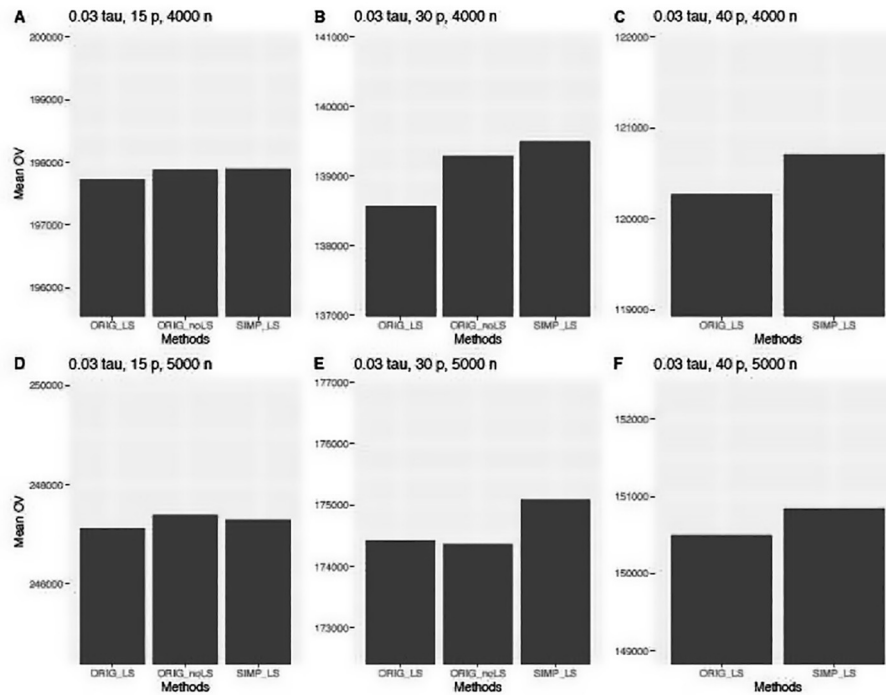 A 0.03 tau, 15 p, 4000 n
Mean OV
200000
199000
198000
197000
196000
ORIG_LS ORIG_noLS SIMP_LS
Methods
B 0.03 tau, 30 p, 4000 n
141000
140000
139000
138000
137000
ORIG_LS ORIG_noLS SIMP_LS
Methods
C 0.03 tau, 40 p, 4000 n
122000
121000
120000
119000
ORIG_LS SIMP_LS
Methods
D 0.03 tau, 15 p, 5000 n
Mean OV
250000
248000
246000
ORIG_LS ORIG_noLS SIMP_LS
Methods
E 0.03 tau, 30 p, 5000 n
177000
176000
175000
174000
173000
ORIG_LS ORIG_noLS SIMP_LS
Methods
F 0.03 tau, 40 p, 5000 n
152000
151000
150000
149000
ORIG_LS SIMP_LS
Methods